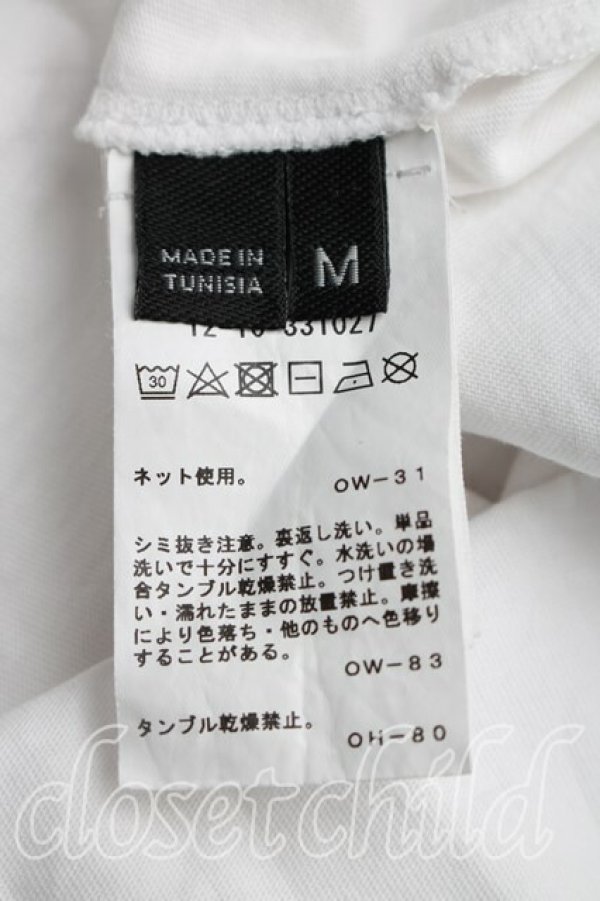 MADE IN
TUNISIA
M
12-10-331027
30
ネット使用。 OW-31
シミ抜き注意。裏返し洗い。単品
洗いで十分にすすぐ。水洗いの場
合タンブル乾燥禁止。つけ置き洗
い・濡れたままの放置禁止。摩擦
により色落ち・他のものへ色移り
することがある。
OW-83
タンブル乾燥禁止。
OH-80
closet child